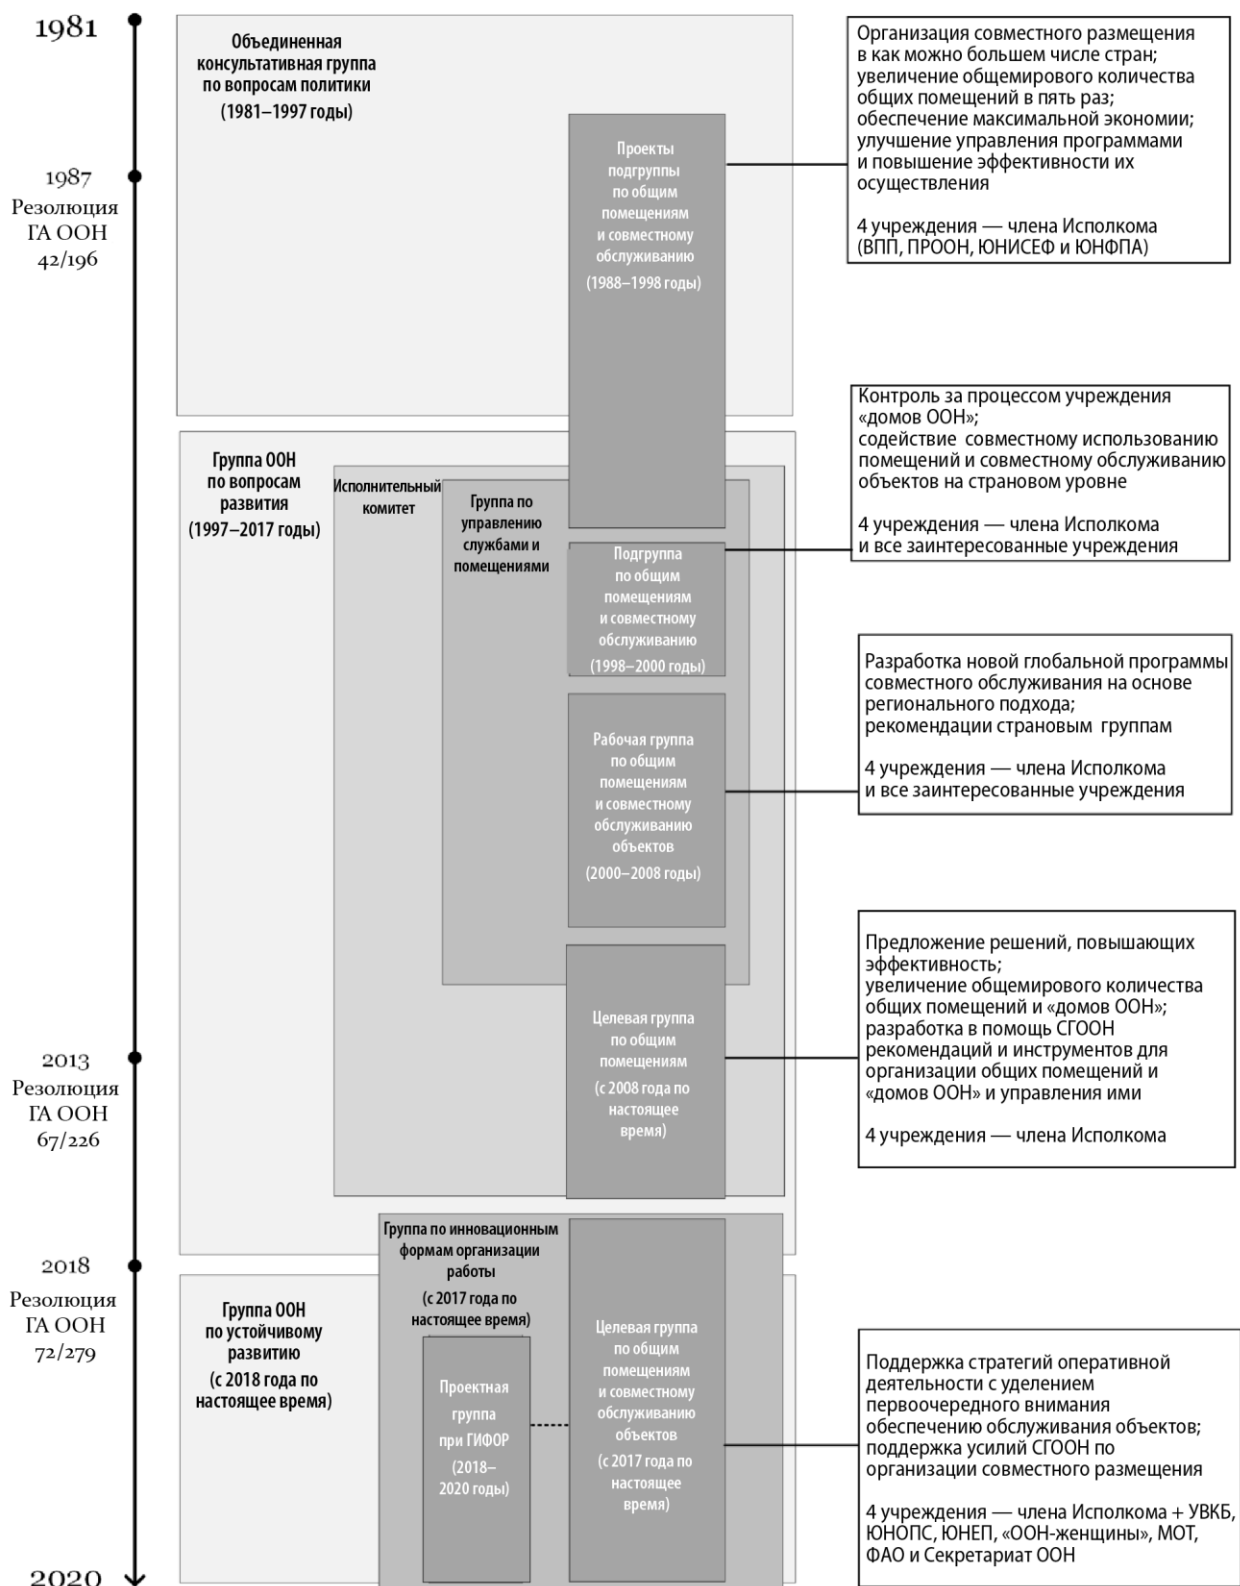 1981
1987
Резолюция
ГА ООН
42/196
2013
Резолюция
ГА ООН
67/226
2018
Резолюция
ГА ООН
72/279
2020
Объединенная
консультативная группа
по вопросам политики
(1981–1997 годы)
Проекты
подгруппы
по общим
помещениям
и совместному
обслуживанию
(1988–1998 годы)
Организация совместного размещения
в как можно большем числе стран;
увеличение общемирового количества
общих помещений в пять раз;
обеспечение максимальной экономии;
улучшение управления программами
и повышение эффективности их
осуществления
4 учреждения — члена Исполкома
(ВПП, ПРООН, ЮНИСЕФ и ЮНФПА)
Группа ООН
по вопросам
развития
(1997–2017 годы)
Исполнительный
комитет
Группа по
управлению
службами и
помещениями
Подгруппа
по общим
помещениям
и совместному
обслуживанию
(1998–2000 годы)
Контроль за процессом учреждения
«домов ООН»;
содействие совместному использованию
помещений и совместному обслуживанию
объектов на страновом уровне
4 учреждения — члена Исполкома
и все заинтересованные учреждения
Рабочая группа
по общим
помещениям
и совместному
обслуживанию
объектов
(2000–2008 годы)
Разработка новой глобальной программы
совместного обслуживания на основе
регионального подхода;
рекомендации страновым группам
4 учреждения — члена Исполкома
и все заинтересованные учреждения
Целевая группа
по общим
помещениям
(с 2008 года по
настоящее
время)
Предложение решений, повышающих
эффективность;
увеличение общемирового количества
общих помещений и «домов ООН»;
разработка в помощь СГООН
рекомендаций и инструментов для
организации общих помещений и
«домов ООН» и управления ими
4 учреждения — члена Исполкома
Группа ООН
по устойчивому
развитию
(с 2018 года по
настоящее время)
Группа по инновационным
формам организации
работы
(с 2017 года по
настоящее время)
Проектная
группа
при ГИФОР
(2018–
2020 годы)
Целевая группа
по общим
помещениям
и совместному
обслуживанию
объектов
(с 2017 года по
настоящее
время)
Поддержка стратегий оперативной
деятельности с уделением
первоочередного внимания
обеспечению обслуживания объектов;
поддержка усилий СГООН по
организации совместного размещения
4 учреждения — члена Исполкома + УВКБ,
ЮНОПС, ЮНЕП, «ООН-женщины», МОТ,
ФАО и Секретариат ООН